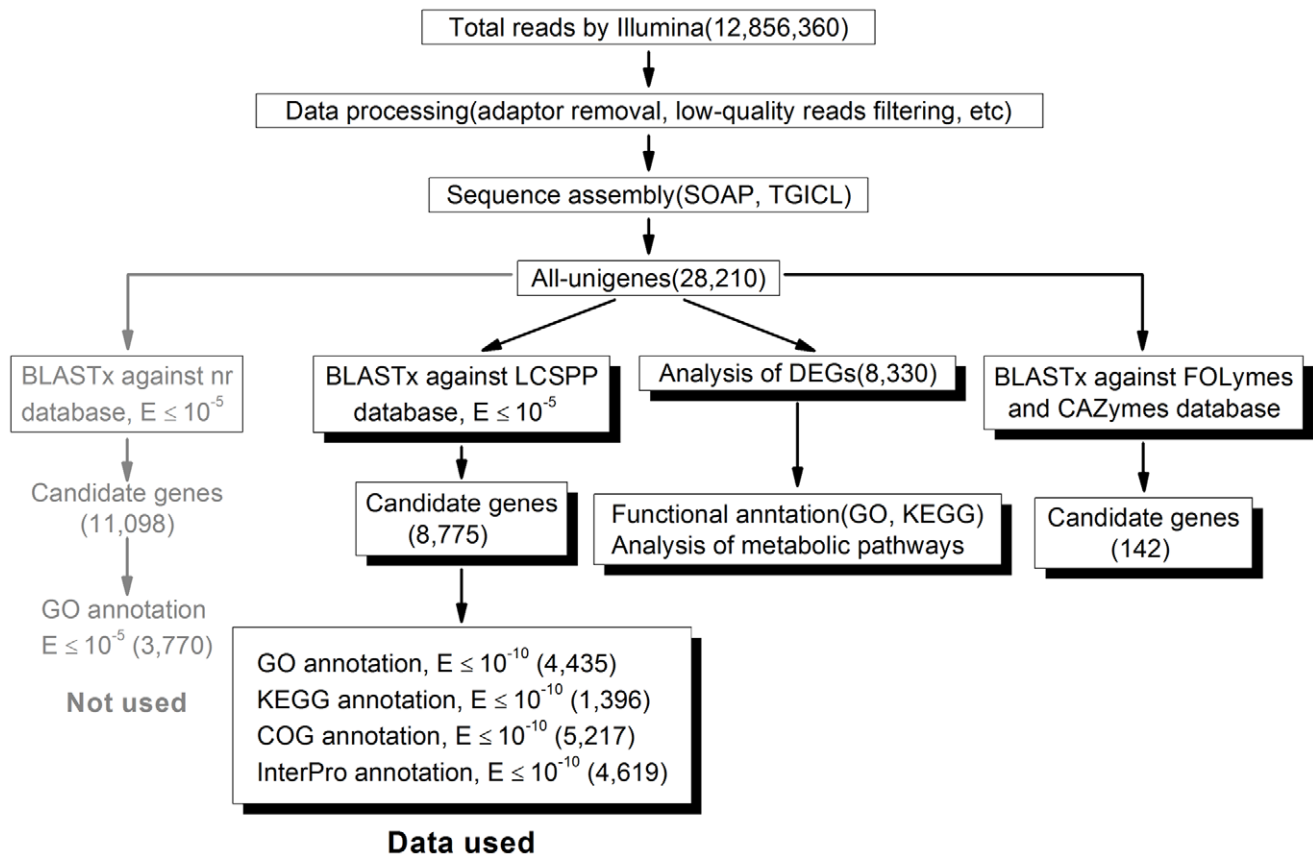 Total reads by Illumina(12,856,360)
Data processing(adaptor removal, low-quality reads filtering, etc)
Sequence assembly(SOAP, TGICL)
All-unigenes(28,210)
BLASTx against nr
database, E ≤ 10⁻⁵
Candidate genes
(11,098)
GO annotation
E ≤ 10⁻⁵ (3,770)
Not used
BLASTx against LCSPP
database, E ≤ 10⁻⁵
Candidate genes
(8,775)
GO annotation, E ≤ 10⁻¹⁰ (4,435)
KEGG annotation, E ≤ 10⁻¹⁰ (1,396)
COG annotation, E ≤ 10⁻¹⁰ (5,217)
InterPro annotation, E ≤ 10⁻¹⁰ (4,619)
Data used
Analysis of DEGs(8,330)
Functional anntation(GO, KEGG)
Analysis of metabolic pathways
BLASTx against FOLymes
and CAZymes database
Candidate genes
(142)